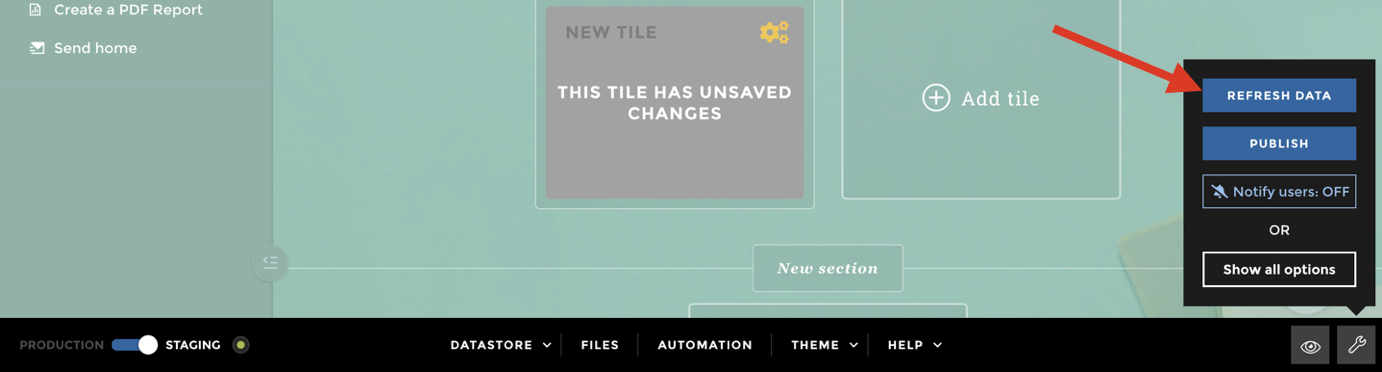 Create a PDF Report
Send home
NEW TILE
THIS TILE HAS UNSAVED
CHANGES
Add tile
New section
REFRESH DATA
PUBLISH
Notify users: OFF
OR
Show all options
PRODUCTION STAGING DATASTORE FILES AUTOMATION THEME HELP